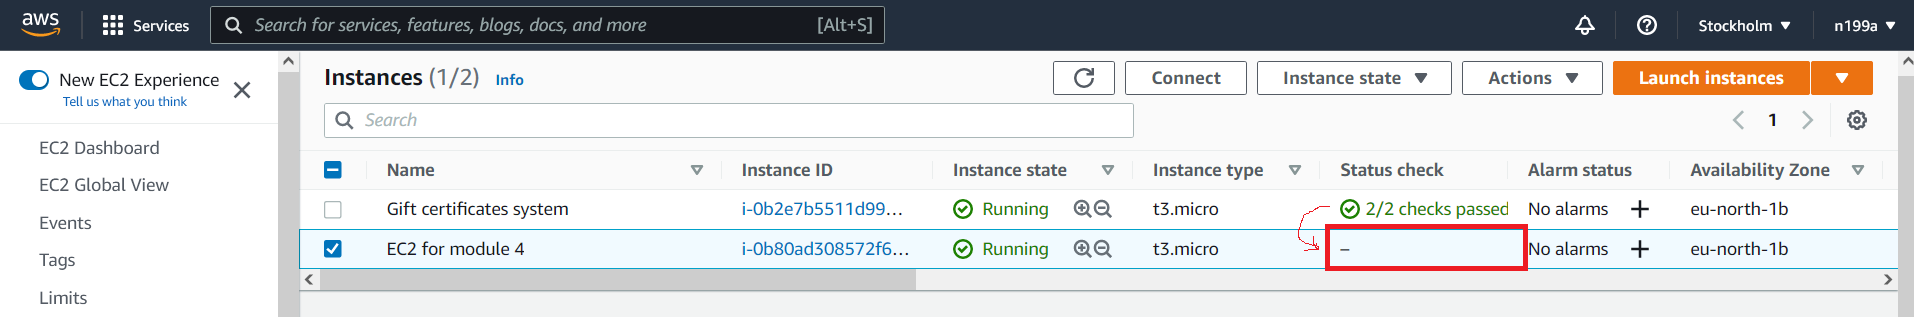 aws Services Search for services, features, blogs, docs, and more [Alt+S] Stockholm n199a
New EC2 Experience
Tell us what you think
EC2 Dashboard
EC2 Global View
Events
Tags
Limits
Instances (1/2) Info Connect Instance state Actions Launch instances
Search 1
Name Instance ID Instance state Instance type Status check Alarm status Availability Zone
Gift certificates system i-0b2e7b5511d99... Running t3.micro 2/2 checks passed No alarms + eu-north-1b
EC2 for module 4 i-0b80ad308572f6... Running t3.micro – No alarms + eu-north-1b